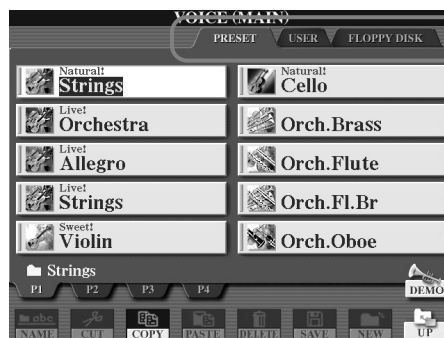 VOICE (MAIN)
PRESET USER FLOPPY DISK
Natural!
Strings
Natural!
Cello
Live!
Orchestra
Orch.Brass
Live!
Allegro
Orch.Flute
Live!
Strings
Orch.Fl.Br
Sweet!
Violin
Orch.Oboe
Strings
P1 P2 P3 P4
DEMO
abc
NAME CUT COPY PASTE DELETE SAVE NEW UP